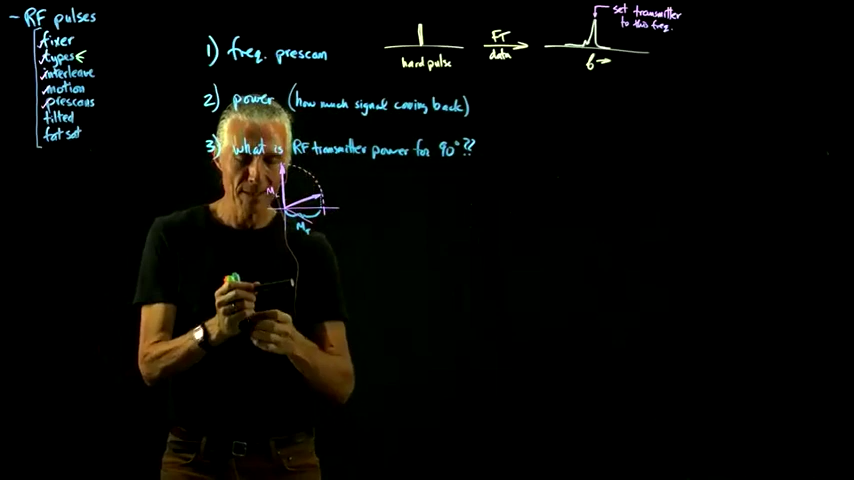 - RF pulses
fixer
types
interleave
motion
prescans
tilted
fat sat
1) freq. prescan
hard pulse
FT
data
set transmitter
to this freq.
f →
2) power (how much signal coming back)
3) what is RF transmitter power for 90° ??
M
M